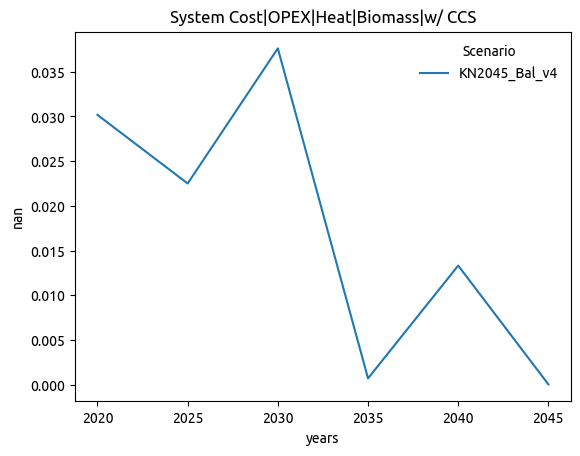 System Cost|OPEX|Heat|Biomass|w/ CCS
Scenario
KN2045_Bal_v4
0.035
0.030
0.025
0.020
0.015
0.010
0.005
0.000
nan
2020 2025 2030 2035 2040 2045
years